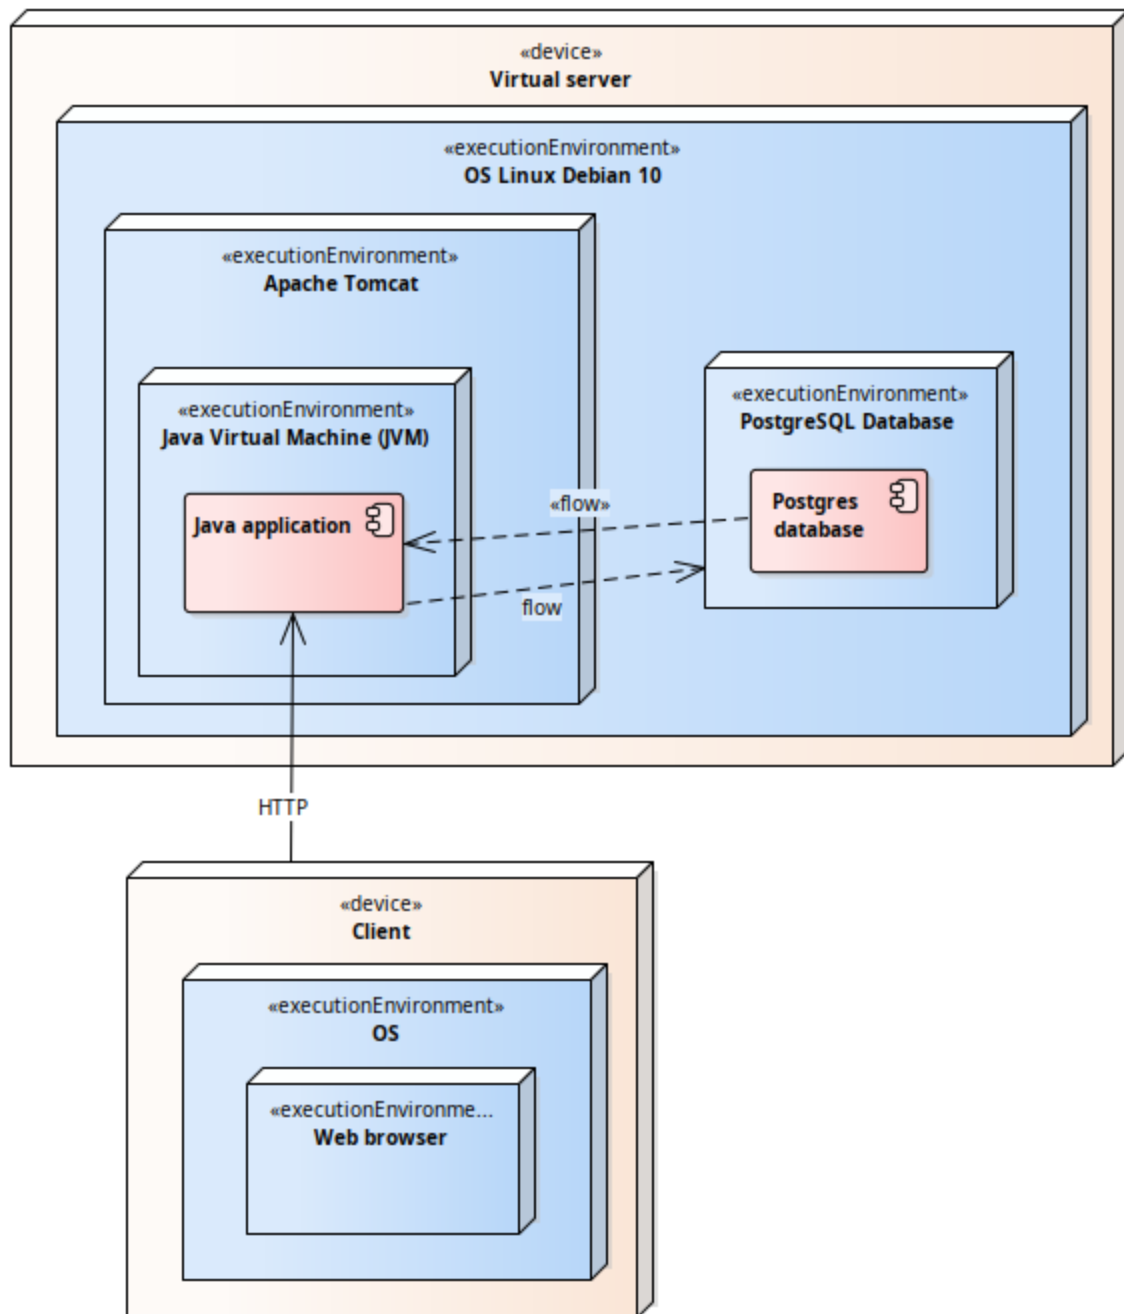 «device»
Virtual server
«executionEnvironment»
OS Linux Debian 10
«executionEnvironment»
Apache Tomcat
«executionEnvironment»
Java Virtual Machine (JVM)
«executionEnvironment»
PostgreSQL Database
Java application
«flow»
Postgres
database
flow
HTTP
«device»
Client
«executionEnvironment»
OS
«executionEnvironme...
Web browser